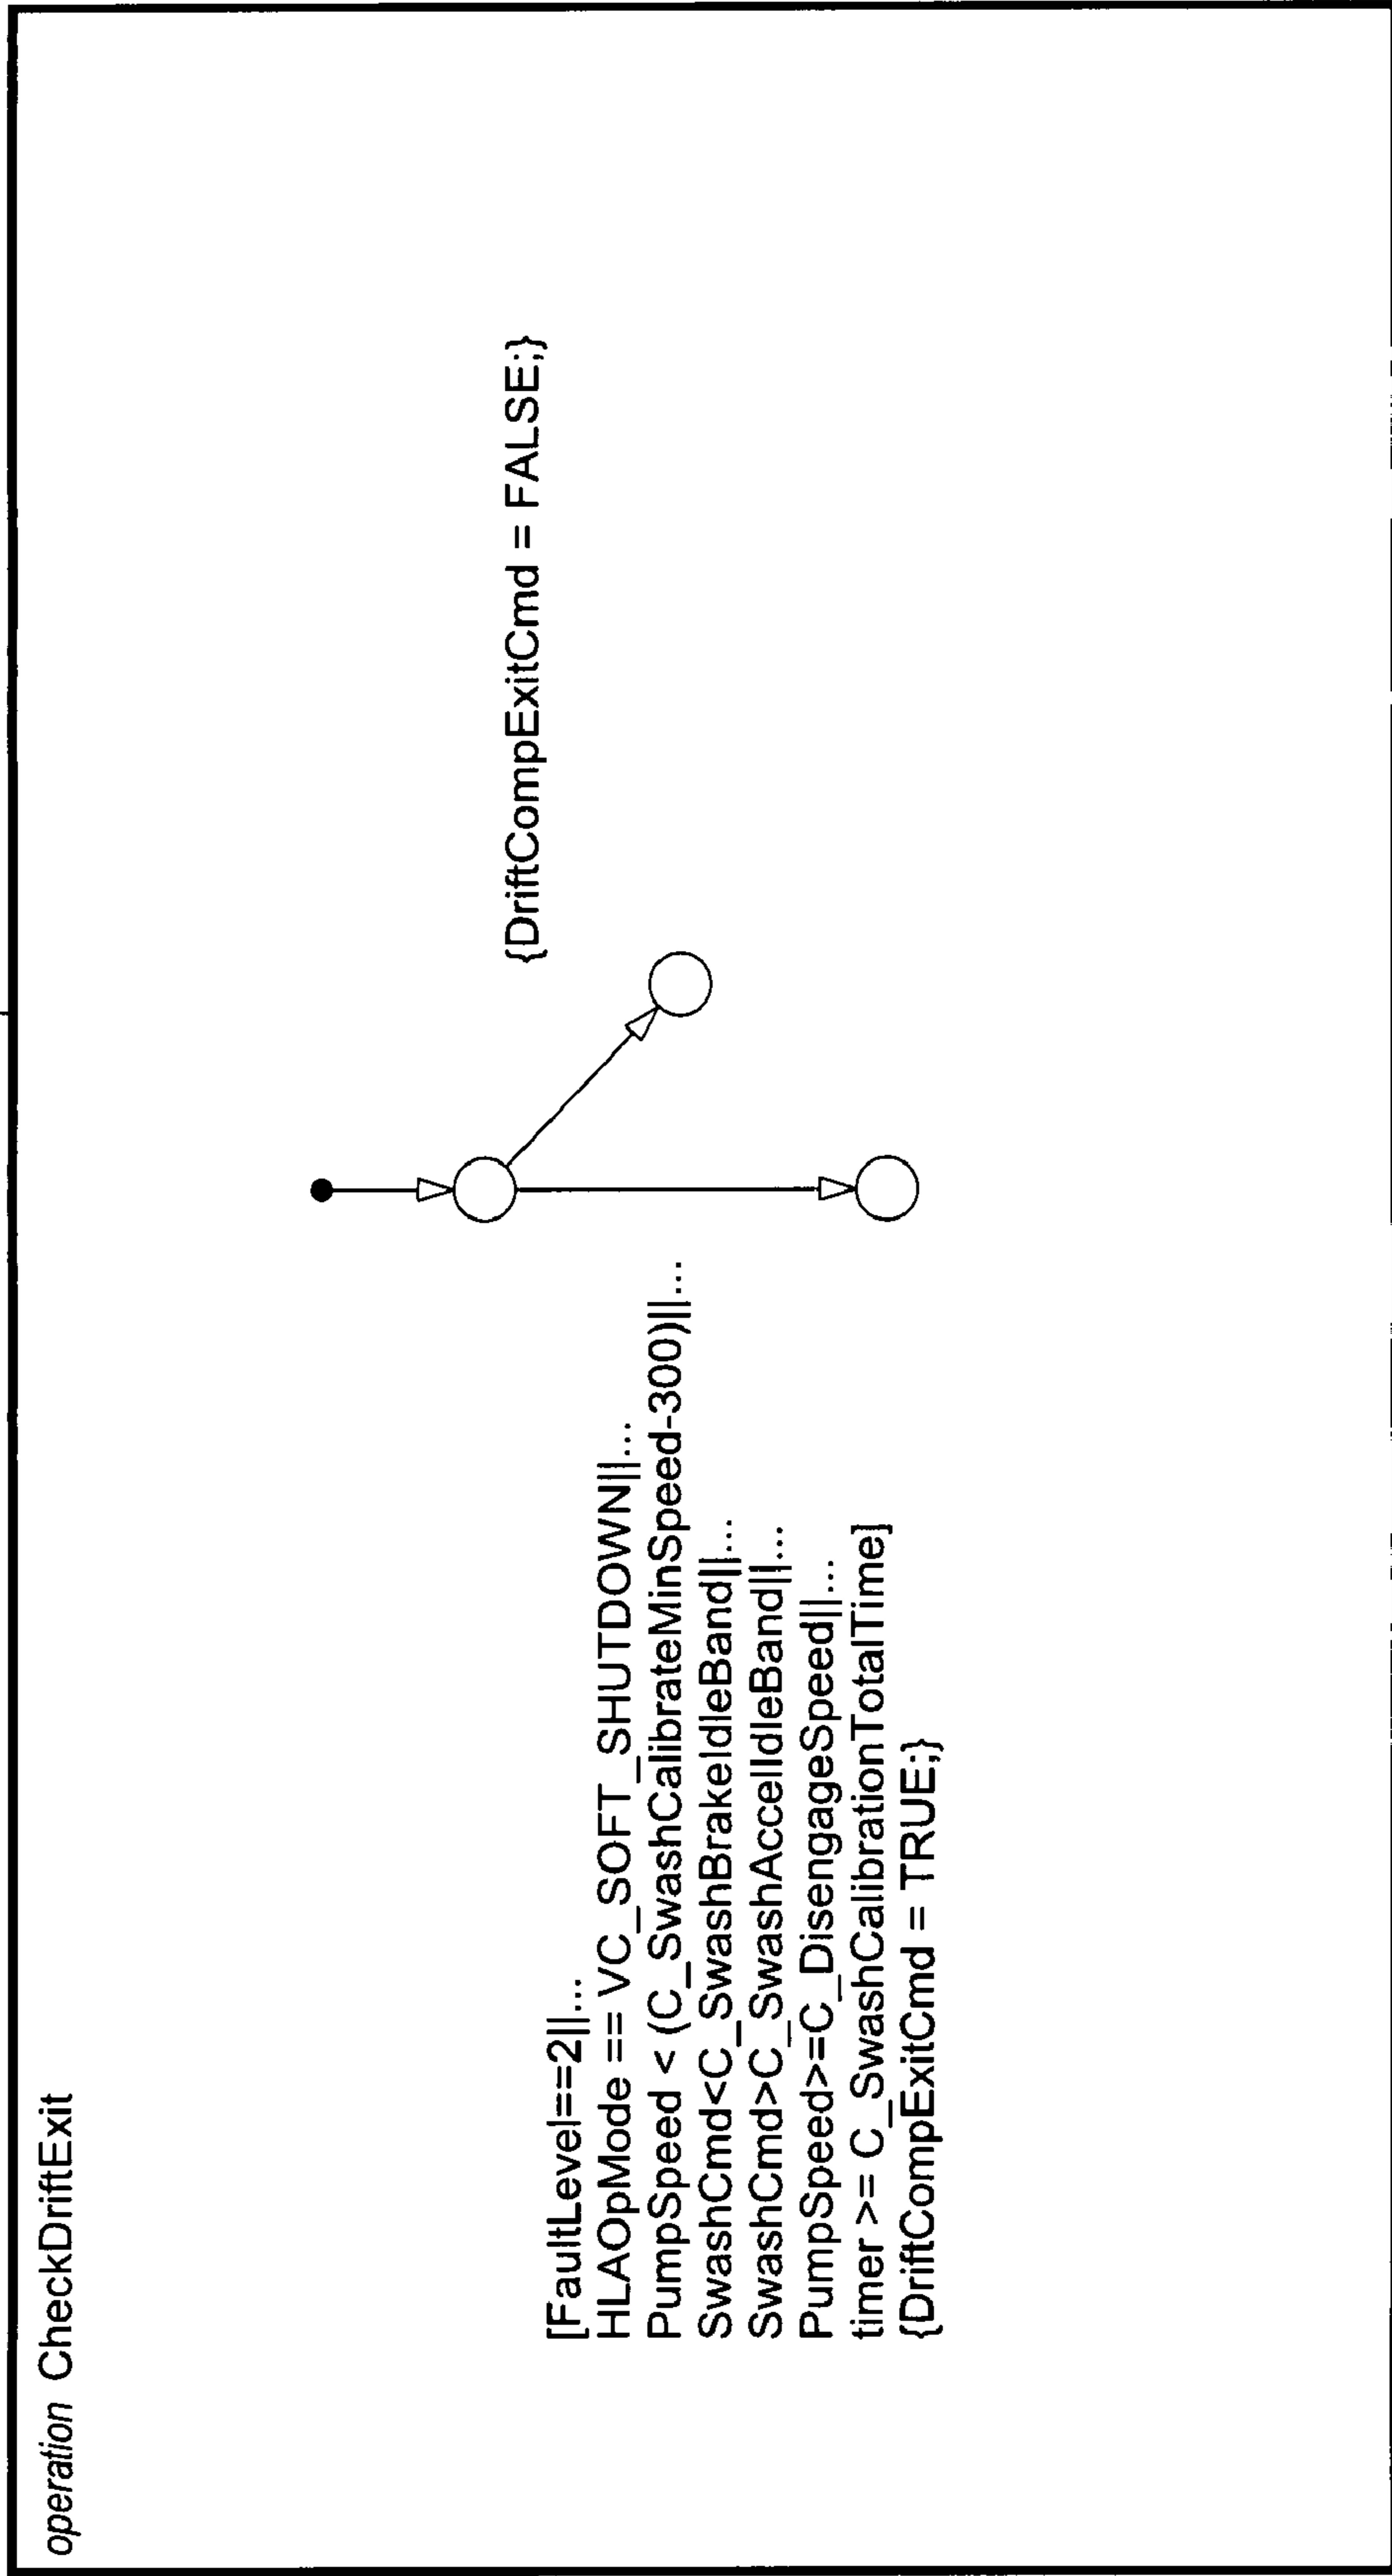 operation CheckDriftExit
{DriftCompExitCmd = FALSE;}
[FaultLevel==2||...
HLAOpMode == VC_SOFT_SHUTDOWN||...
PumpSpeed < (C_SwashCalibrateMinSpeed-300)||...
SwashCmd<C_SwashBrakeIdleBand||...
SwashCmd>C_SwashAccelIdleBand||...
PumpSpeed>=C_DisengageSpeed||...
timer >= C_SwashCalibrationTotalTime]
{DriftCompExitCmd = TRUE;}